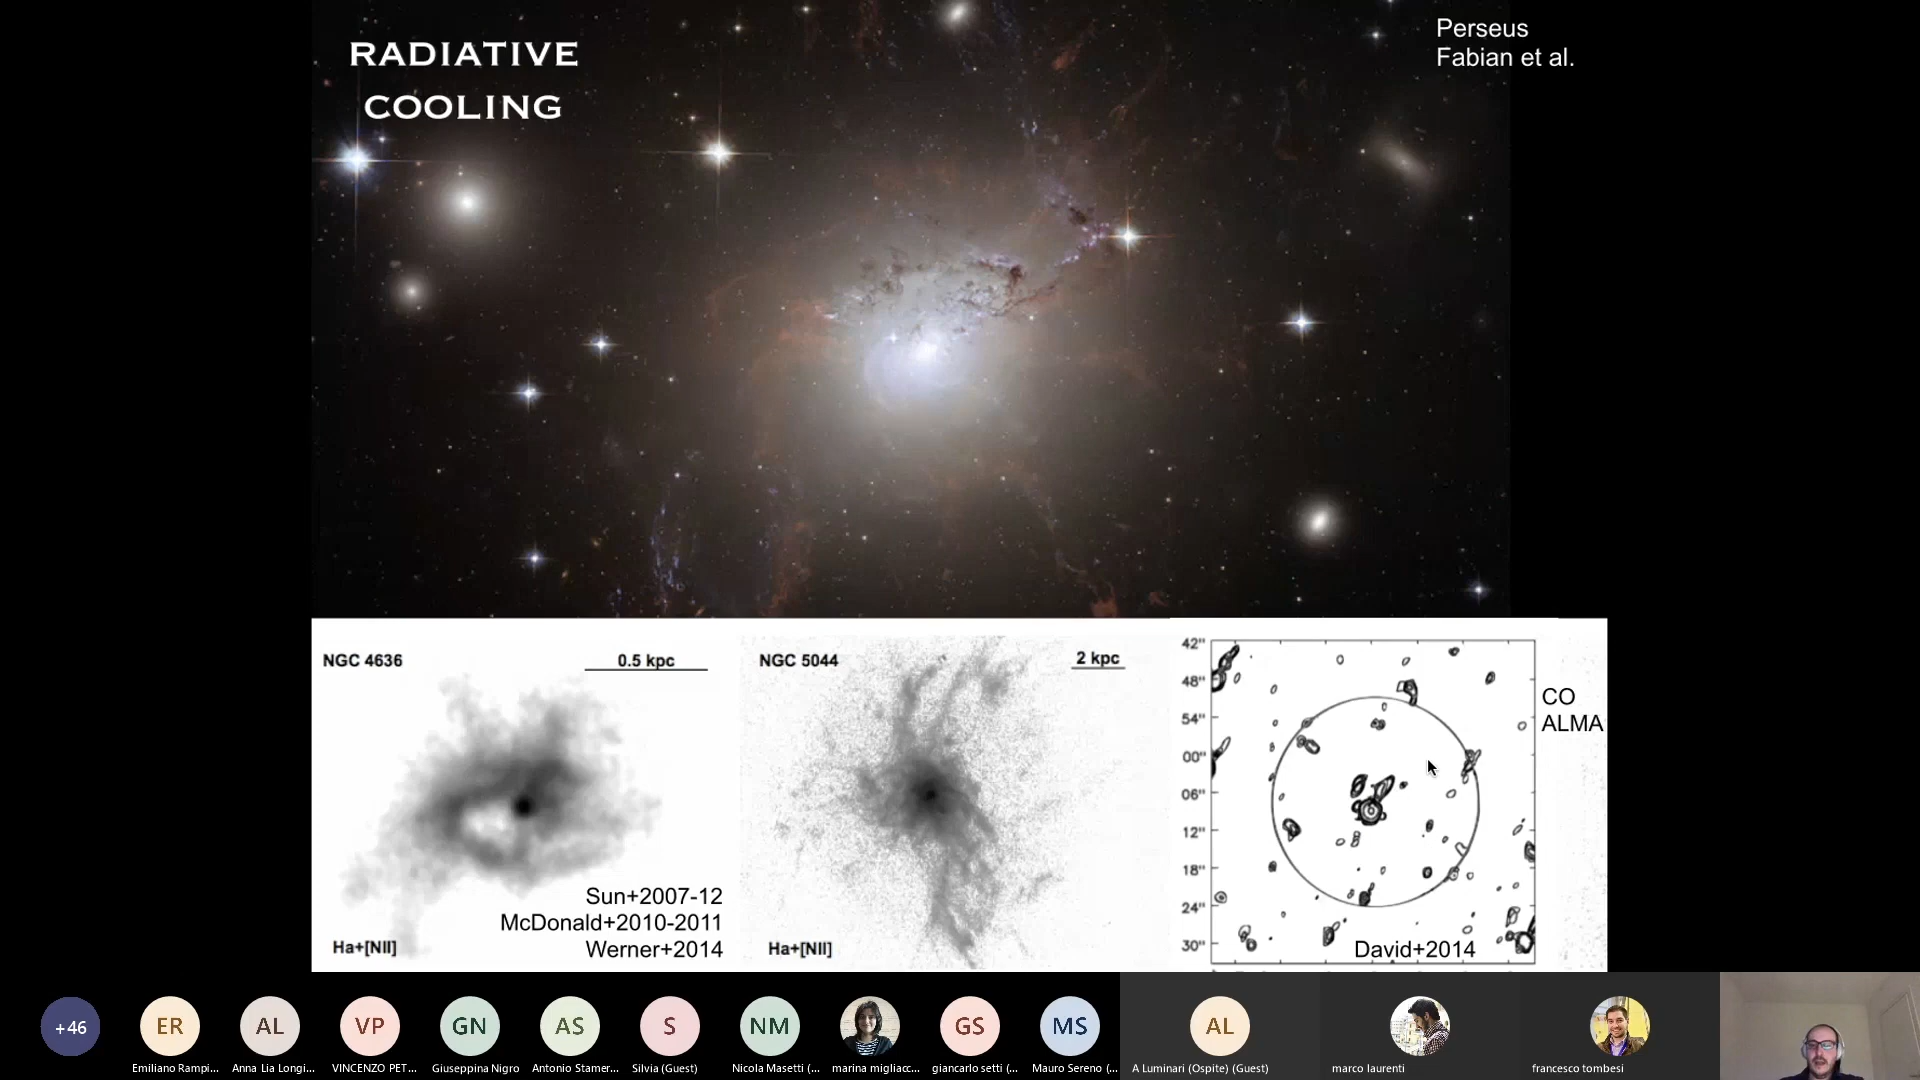 RADIATIVE
COOLING
Perseus
Fabian et al.
NGC 4636
0.5 kpc
Sun+2007-12
McDonald+2010-2011
Werner+2014
Ha+[NII]
NGC 5044
2 kpc
Ha+[NII]
42"
48"
54"
00"
06"
12"
18"
24"
30"
CO
ALMA
David+2014
+46
ER
Emiliano Rampi...
AL
Anna Lia Longi...
VP
VINCENZO PET...
GN
Giuseppina Nigro
AS
Antonio Stamer...
S
Silvia (Guest)
NM
Nicola Masetti (...
marina migliacc...
GS
giancarlo setti (...
MS
Mauro Sereno (...
AL
A Luminari (Ospite) (Guest)
marco laurenti
francesco tombesi